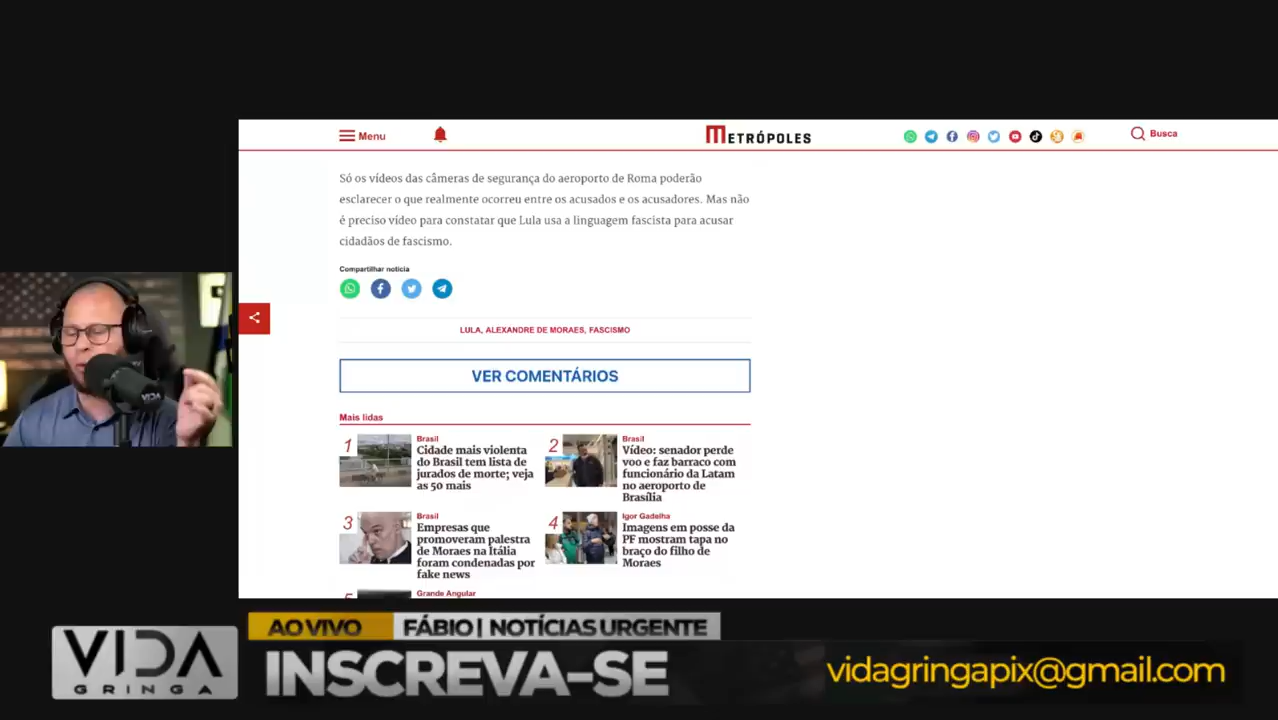 Menu
METRÓPOLES
Busca
Só os vídeos das câmeras de segurança do aeroporto de Roma poderão
esclarecer o que realmente ocorreu entre os acusados e os acusadores. Mas não
é preciso vídeo para constatar que Lula usa a linguagem fascista para acusar
cidadãos de fascismo.
Compartilhar notícia
LULA, ALEXANDRE DE MORAES, FASCISMO
VER COMENTÁRIOS
Mais lidas
1
Brasil
Cidade mais violenta
do Brasil tem lista de
jurados de morte; veja
as 50 mais
2
Brasil
Vídeo: senador perde
voo e faz barraco com
funcionário da Latam
no aeroporto de
Brasília
3
Brasil
Empresas que
promoveram palestra
de Moraes na Itália
foram condenadas por
fake news
4
Igor Gadelha
Imagens em posse da
PF mostram tapa no
braço do filho de
Moraes
5
Grande Angular
VIDA
AO VIVO
FÁBIO | NOTÍCIAS URGENTE
VIDA
GRINGA
INSCREVA-SE
vidagringapix@gmail.com